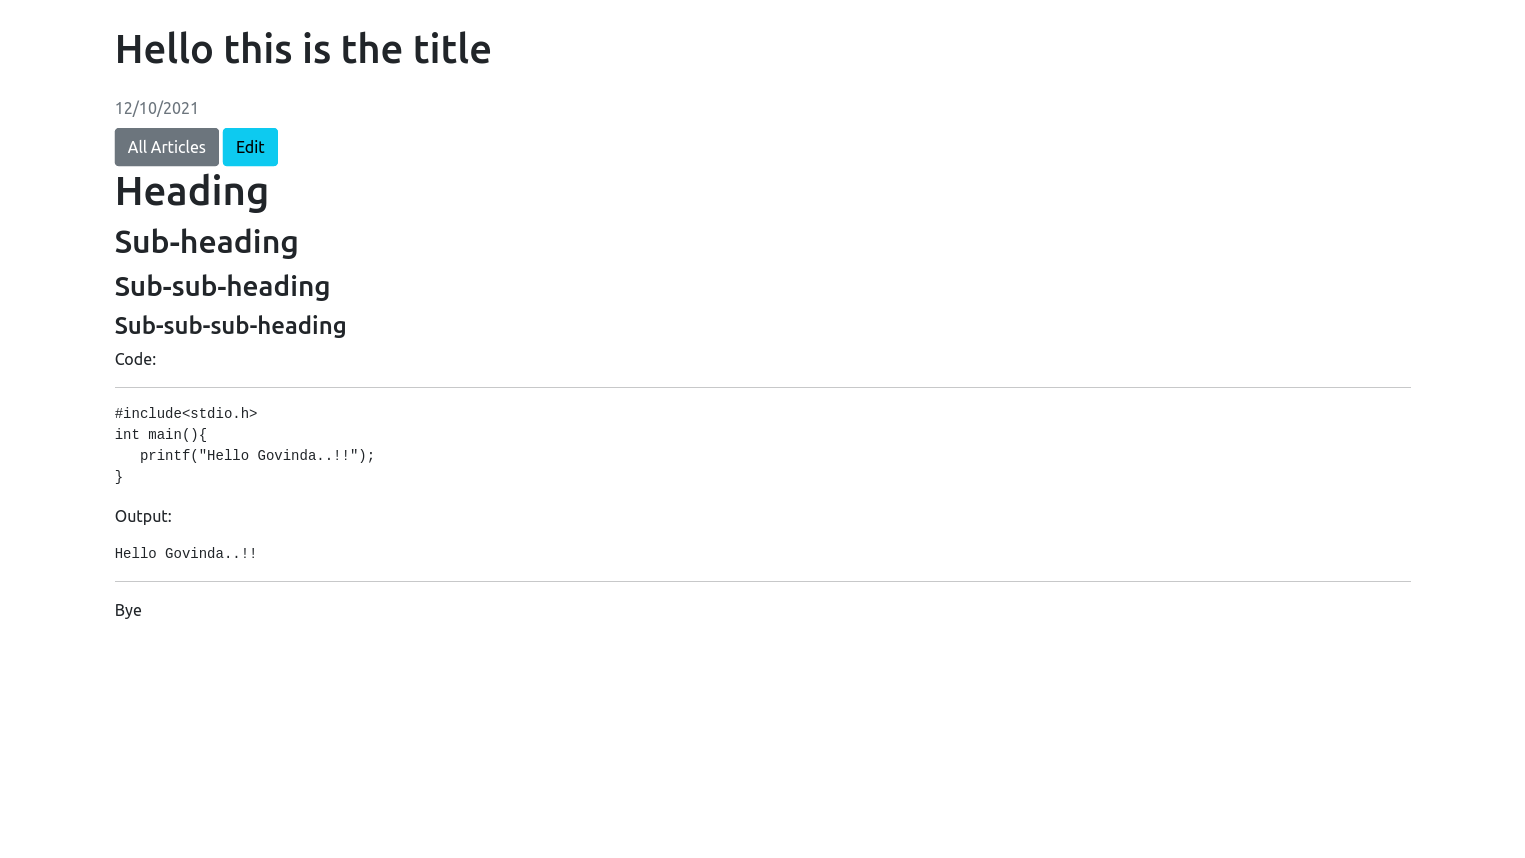 Hello this is the title
12/10/2021
All Articles Edit
Heading
Sub-heading
Sub-sub-heading
Sub-sub-sub-heading
Code:
#include<stdio.h>
int main(){
   printf("Hello Govinda..!!");
}
Output:
Hello Govinda..!!
Bye